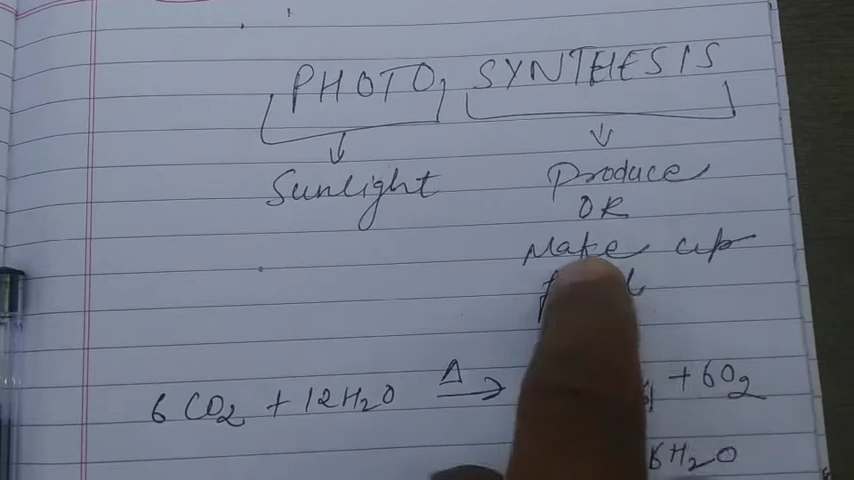 PHOTO SYNTHESIS
Sunlight
Produce
OR
Make up
6 CO2 + 12H2O Δ → + 6O2
6H2O